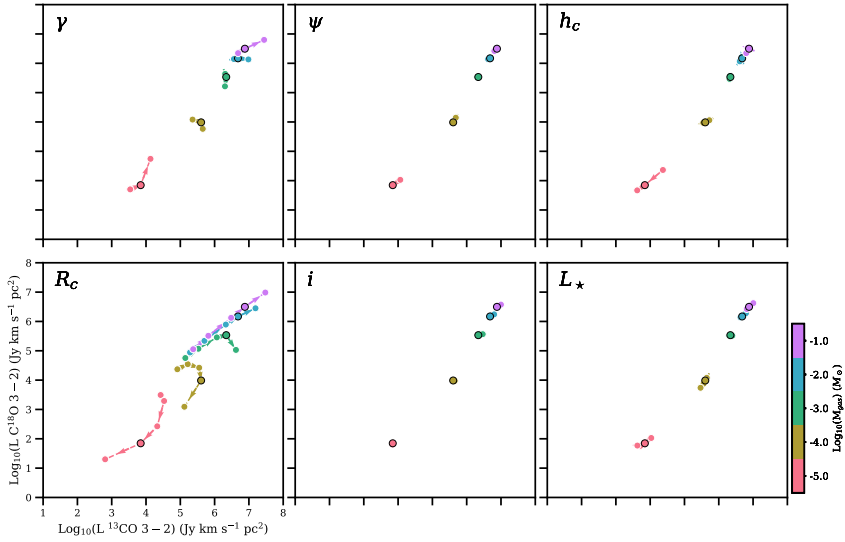 γ
ψ
h_c
R_c
i
L_⋆
8
7
6
5
4
3
2
1
0
1 2 3 4 5 6 7 8
Log₁₀(L C¹⁸O 3 − 2) (Jy km s⁻¹ pc²)
Log₁₀(L ¹³CO 3 − 2) (Jy km s⁻¹ pc²)
-1.0
-2.0
-3.0
-4.0
-5.0
Log₁₀(M_gas) (M_⊙)